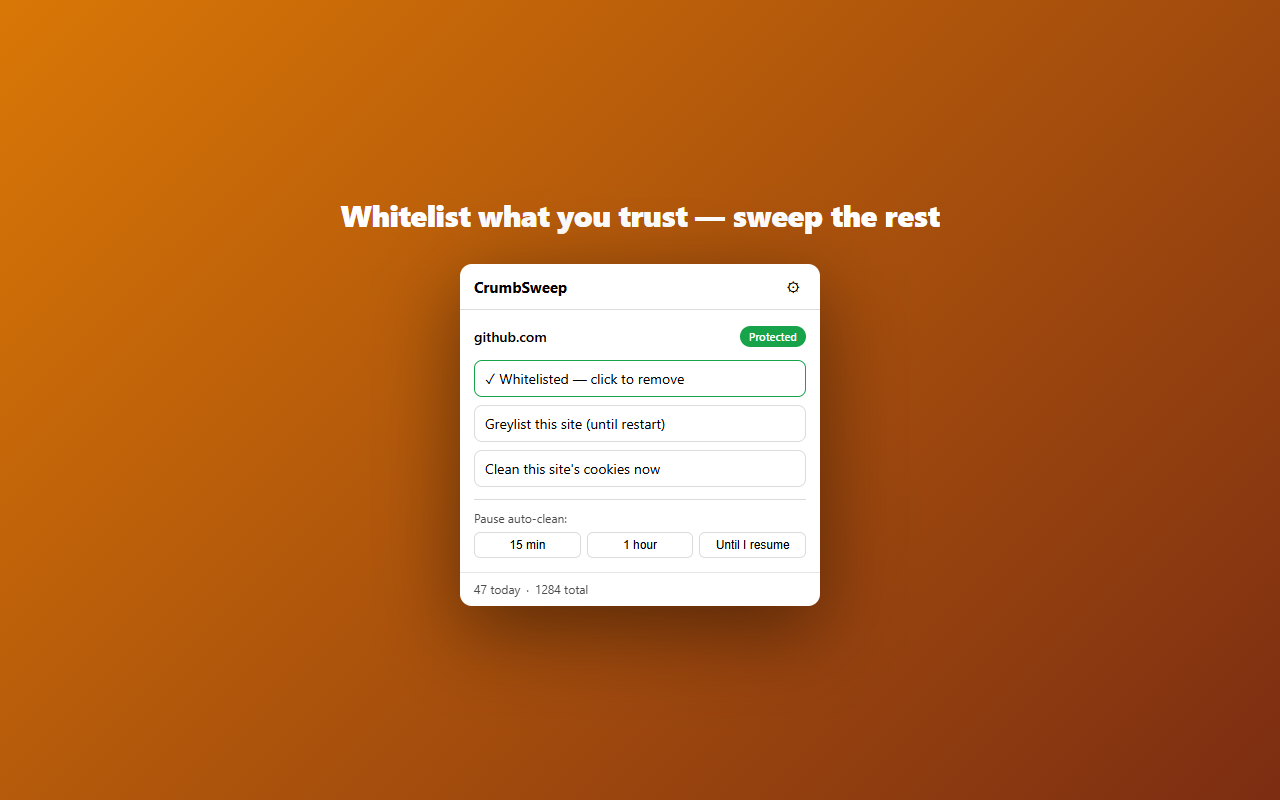 Whitelist what you trust — sweep the rest
CrumbSweep
github.com
Protected
✓ Whitelisted — click to remove
Greylist this site (until restart)
Clean this site's cookies now
Pause auto-clean:
15 min
1 hour
Until I resume
47 today · 1284 total